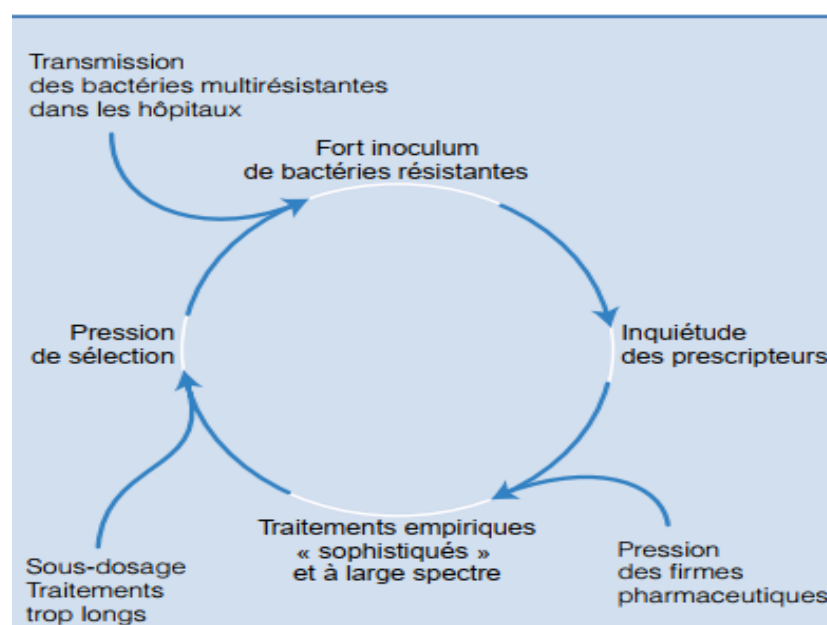 Transmission
des bactéries multirésistantes
dans les hôpitaux
Fort inoculum
de bactéries résistantes
Inquiétude
des prescripteurs
Pression
de sélection
Traitements empiriques
« sophistiqués »
et à large spectre
Pression
des firmes
pharmaceutiques
Sous-dosage
Traitements
trop longs